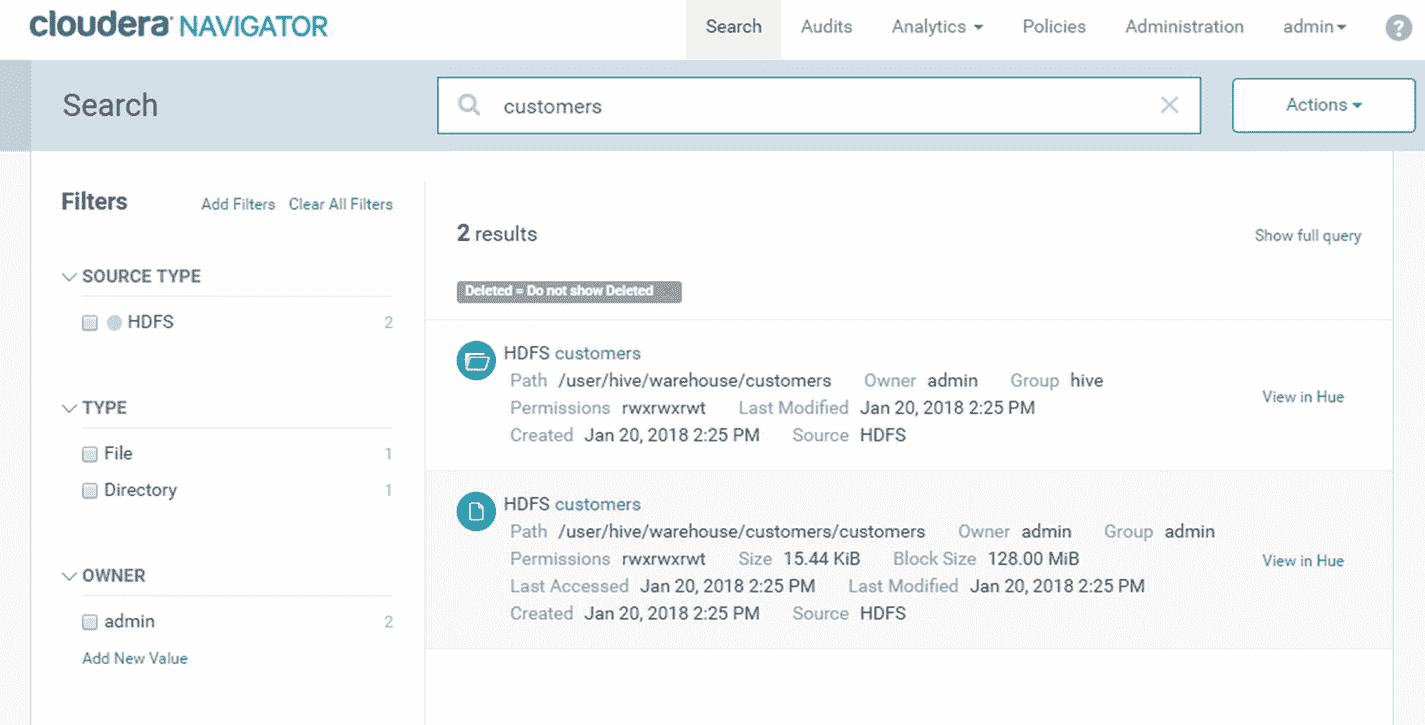 cloudera NAVIGATOR
Search Audits Analytics Policies Administration admin ?
Search customers Actions
Filters Add Filters Clear All Filters
SOURCE TYPE
HDFS 2
TYPE
File 1
Directory 1
OWNER
admin 2
Add New Value
2 results Show full query
Deleted = Do not show Deleted
HDFS customers
Path /user/hive/warehouse/customers Owner admin Group hive
Permissions rwxrwxrwt Last Modified Jan 20, 2018 2:25 PM
Created Jan 20, 2018 2:25 PM Source HDFS
View in Hue
HDFS customers
Path /user/hive/warehouse/customers/customers Owner admin Group admin
Permissions rwxrwxrwt Size 15.44 KiB Block Size 128.00 MiB
Last Accessed Jan 20, 2018 2:25 PM Last Modified Jan 20, 2018 2:25 PM
Created Jan 20, 2018 2:25 PM Source HDFS
View in Hue